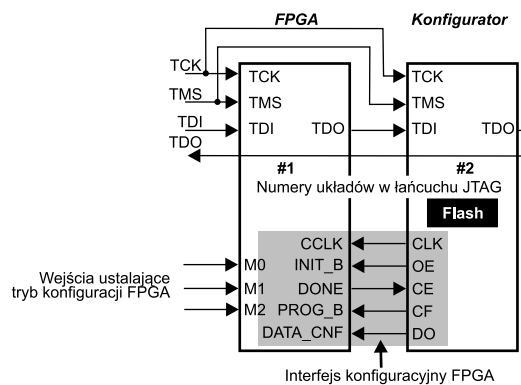 FPGA Konfigurator
TCK TCK TCK
TMS TMS TMS
TDI TDI TDO TDI TDO
TDO
#1 #2
Numery układów w łańcuchu JTAG
Flash
CCLK CLK
M0 INIT_B OE
Wejścia ustalające
tryb konfiguracji FPGA
M1 DONE CE
M2 PROG_B CF
DATA_CNF DO
Interfejs konfiguracyjny FPGA